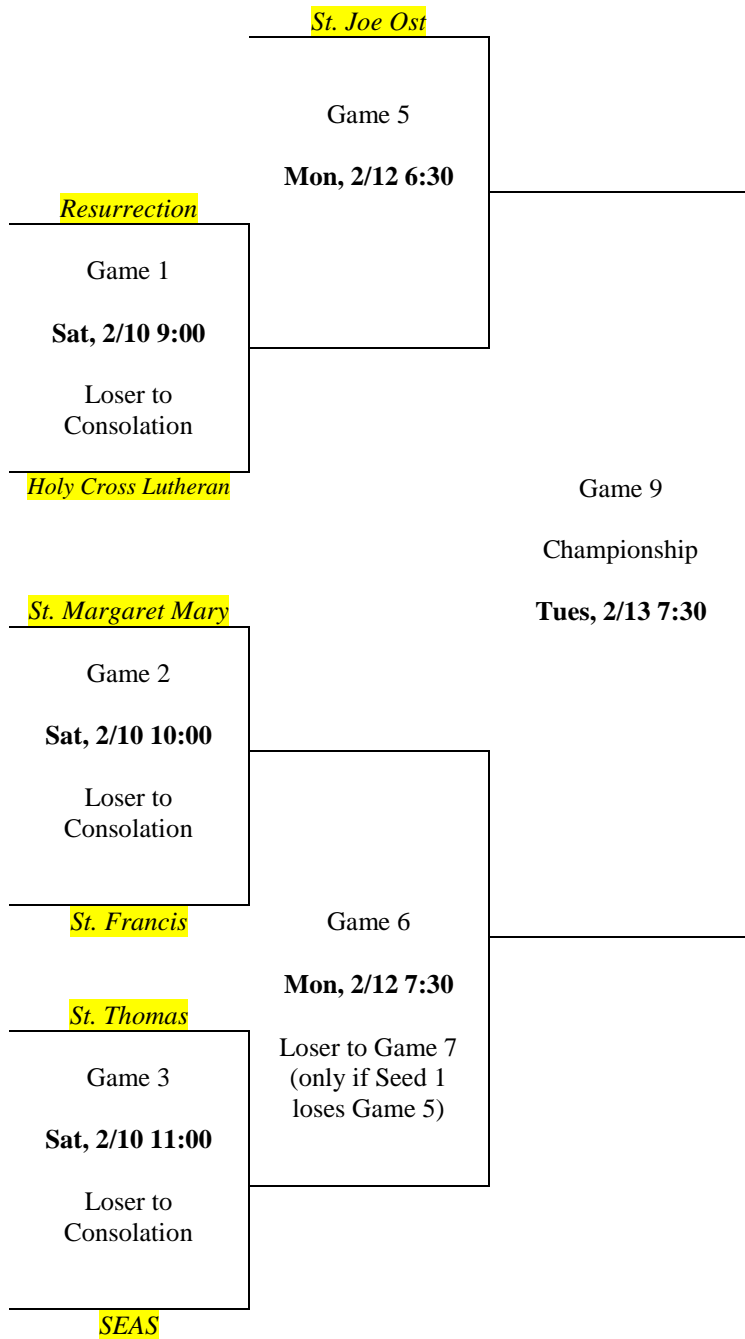 St. Joe Ost
Game 5
Mon, 2/12 6:30
Resurrection
Game 1
Sat, 2/10 9:00
Loser to
Consolation
Holy Cross Lutheran
Game 9
Championship
Tues, 2/13 7:30
St. Margaret Mary
Game 2
Sat, 2/10 10:00
Loser to
Consolation
St. Francis
Game 6
Mon, 2/12 7:30
Loser to Game 7
(only if Seed 1
loses Game 5)
St. Thomas
Game 3
Sat, 2/10 11:00
Loser to
Consolation
SEAS